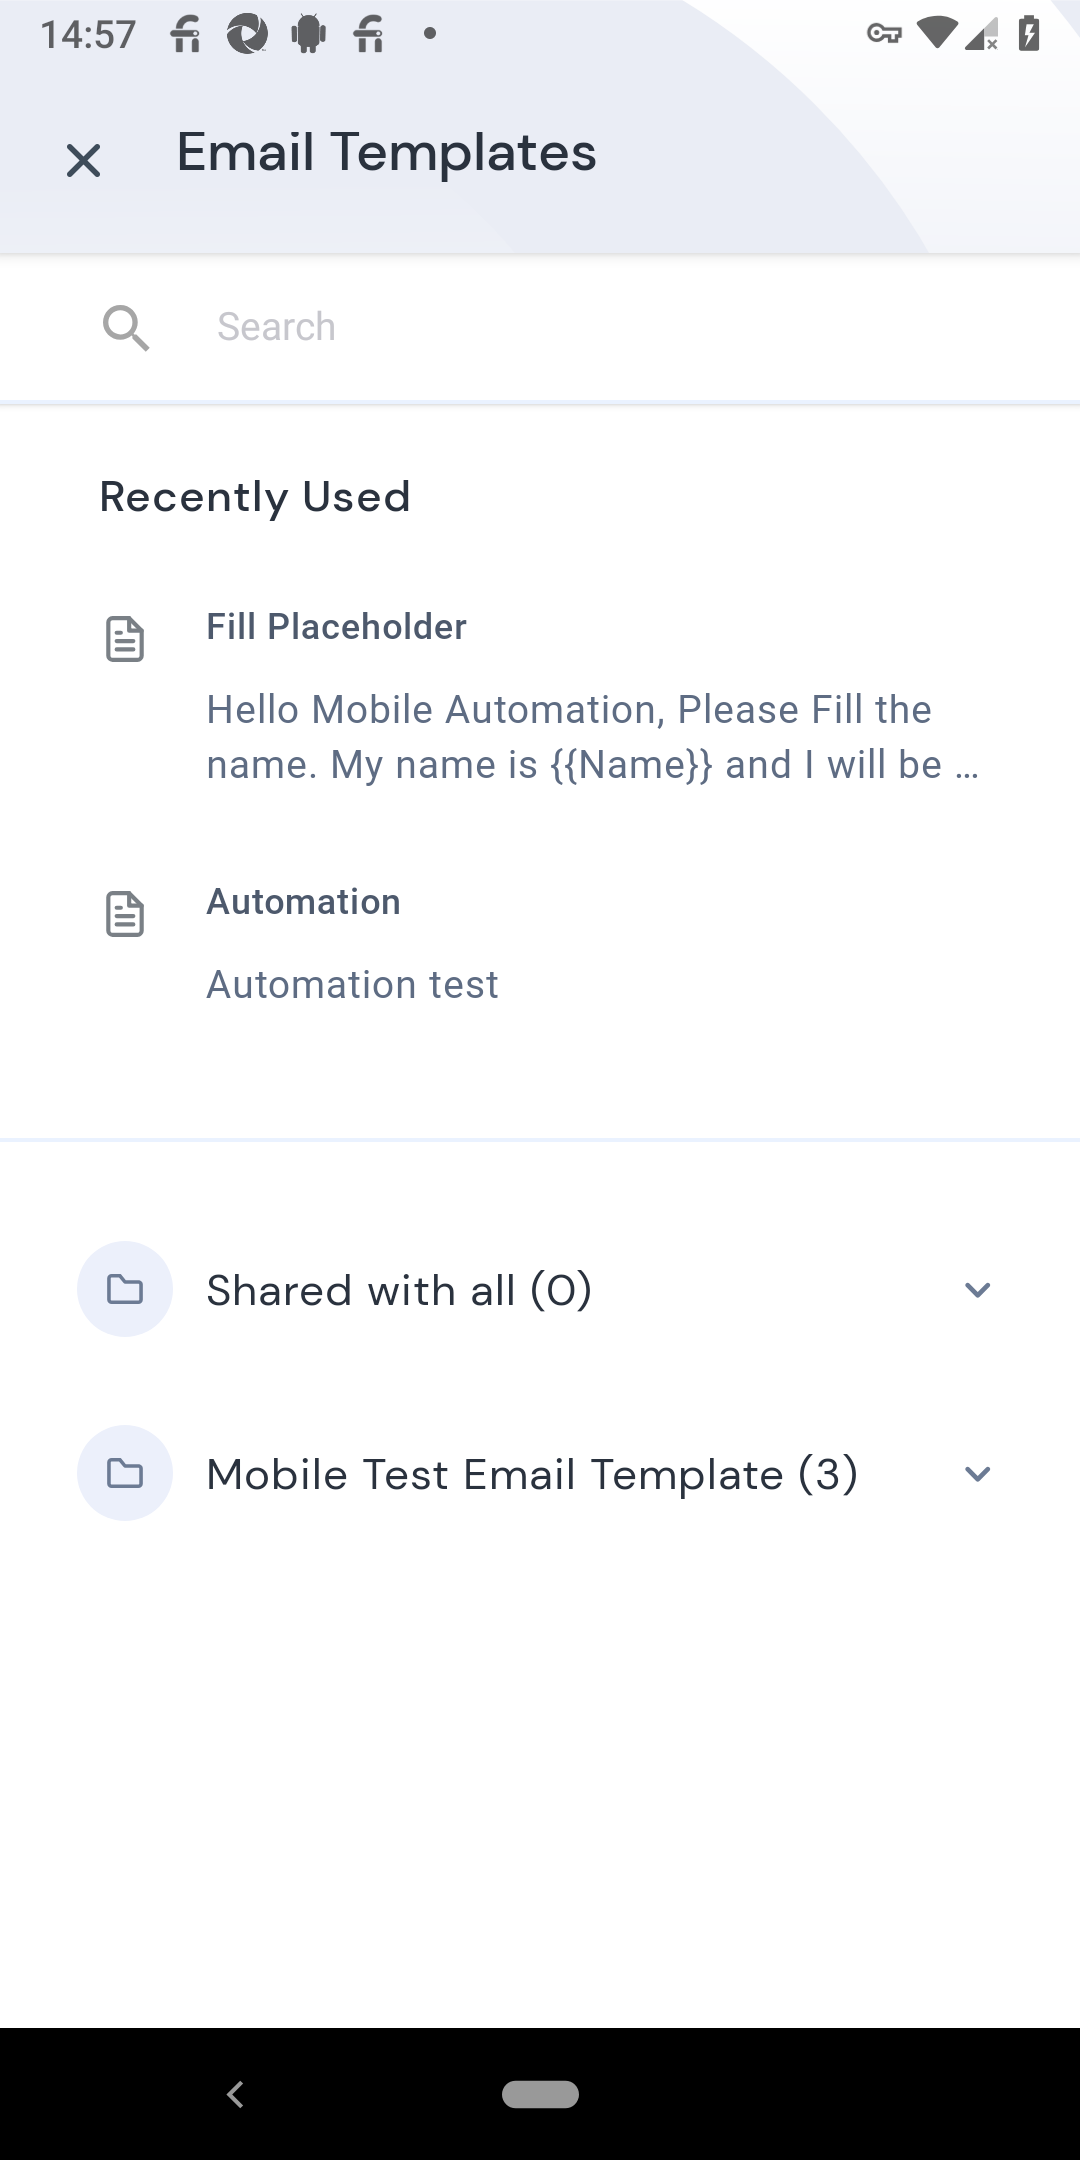 14:57
Email Templates
Search
Recently Used
Fill Placeholder
Hello Mobile Automation, Please Fill the
name. My name is {{Name}} and I will be …
Automation
Automation test
Shared with all (0)
Mobile Test Email Template (3)